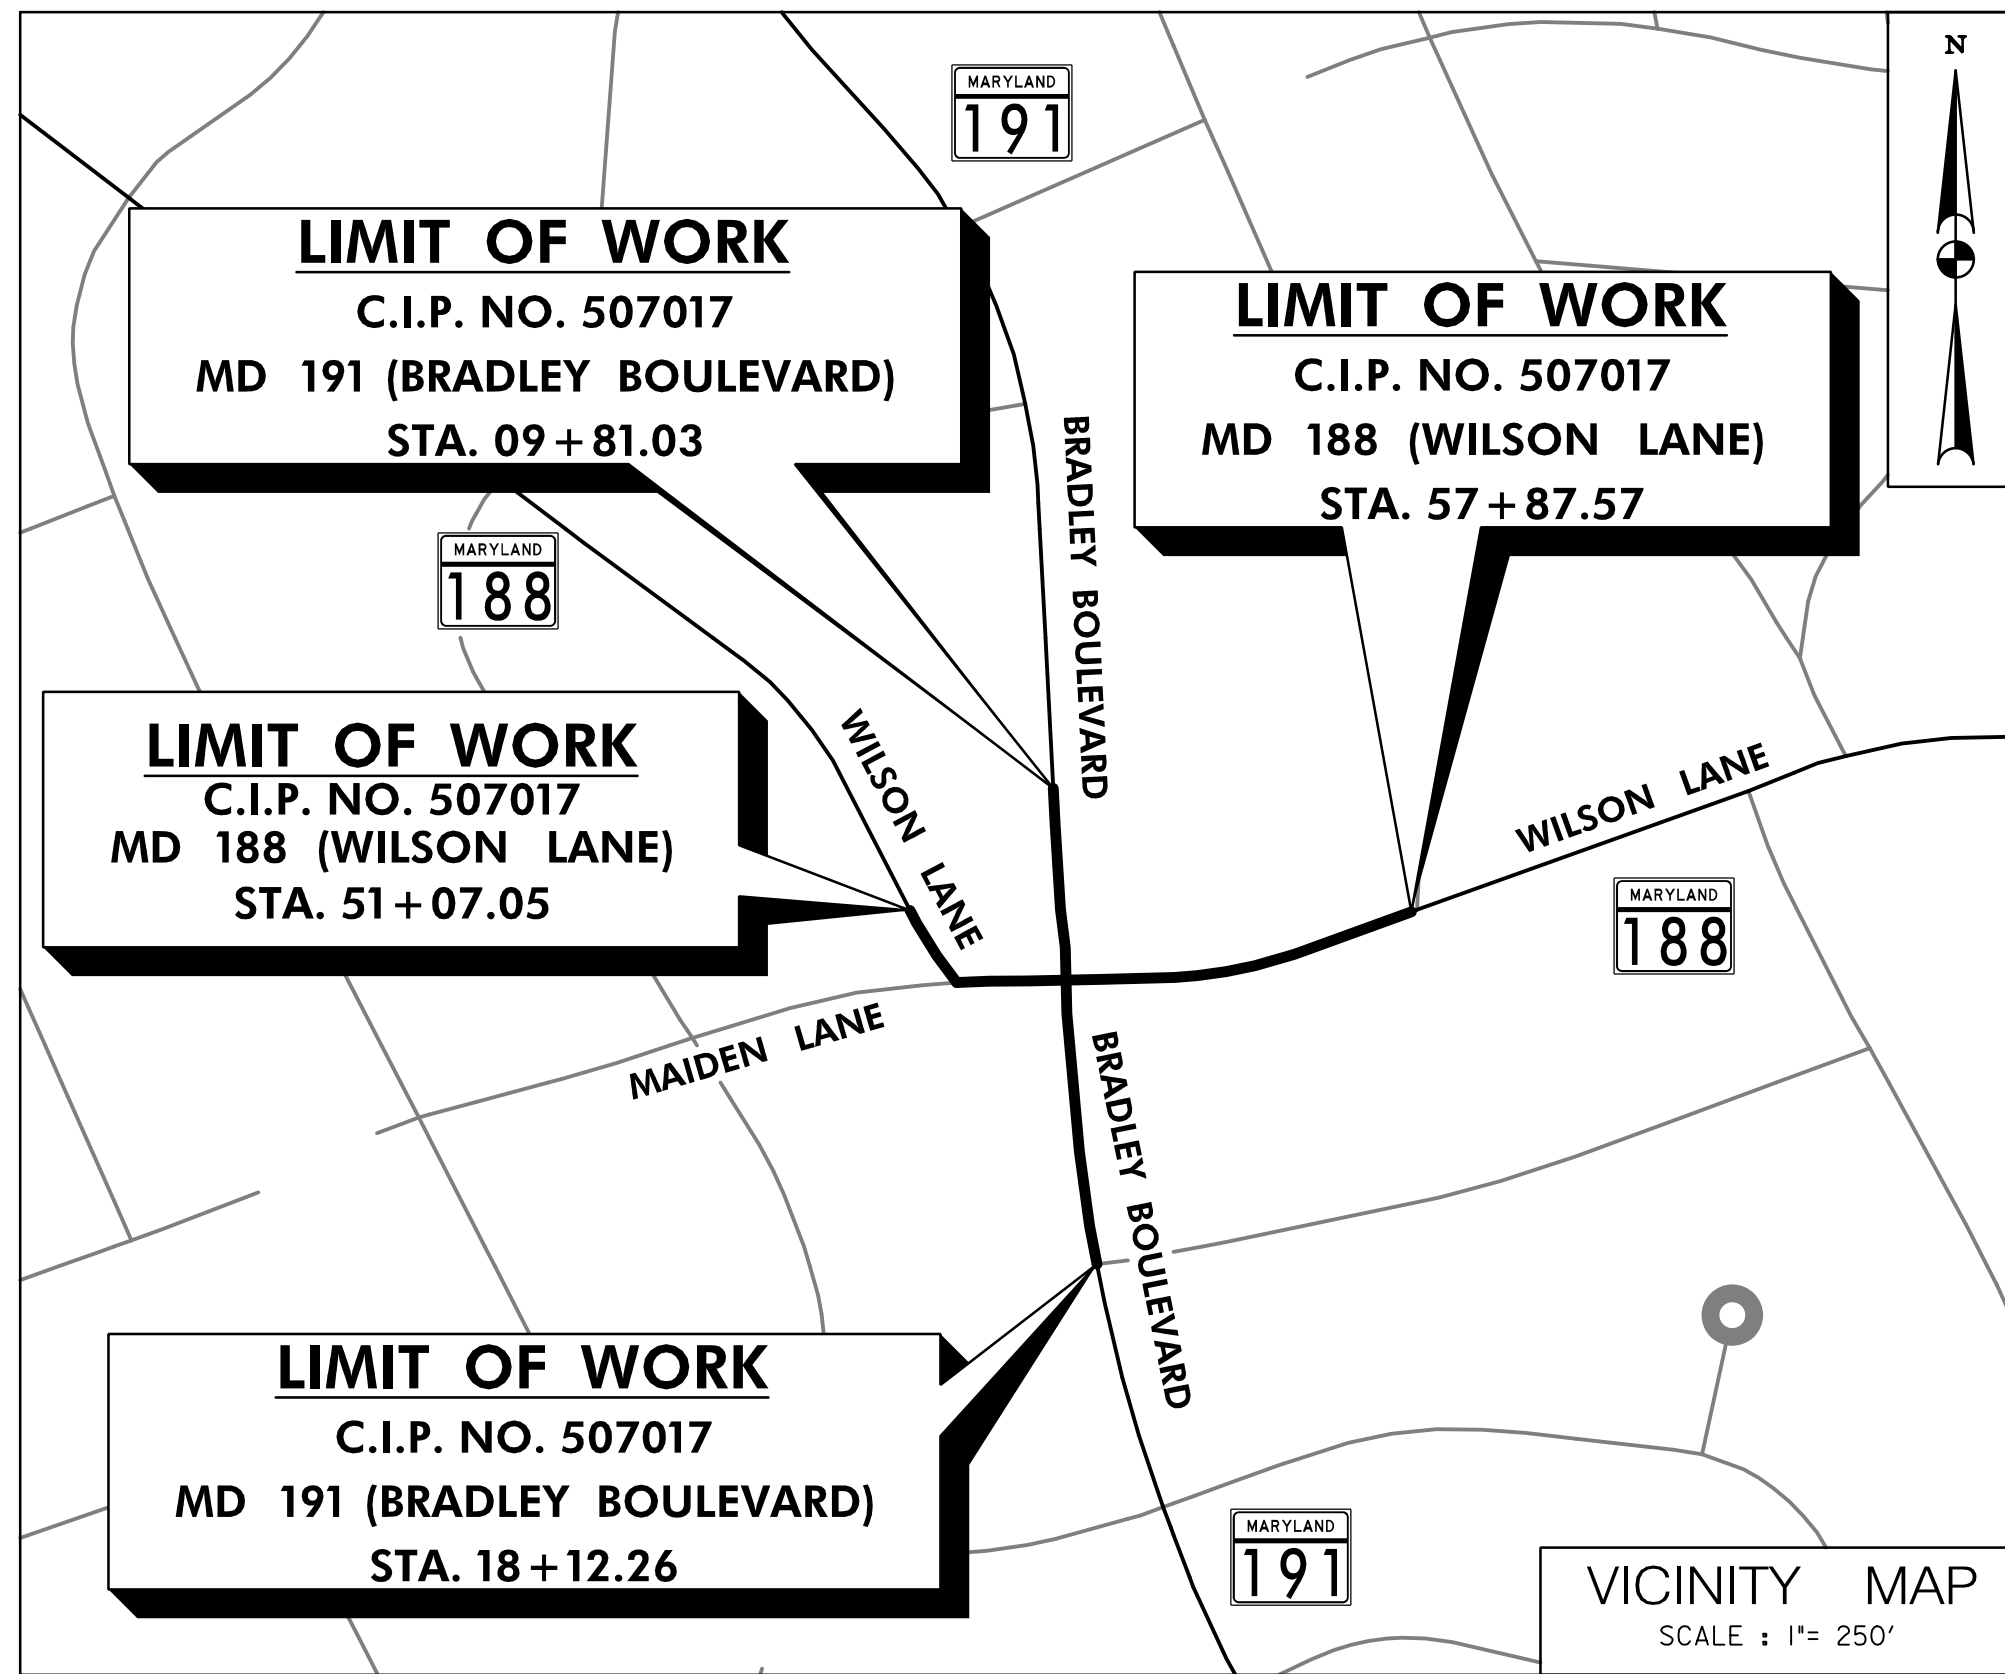 N
MARYLAND
191
LIMIT OF WORK
C.I.P. NO. 507017
MD 191 (BRADLEY BOULEVARD)
STA. 09+81.03
LIMIT OF WORK
C.I.P. NO. 507017
MD 188 (WILSON LANE)
STA. 57+87.57
BRADLEY BOULEVARD
MARYLAND
188
LIMIT OF WORK
C.I.P. NO. 507017
MD 188 (WILSON LANE)
STA. 51+07.05
WILSON LANE
WILSON LANE
MARYLAND
188
MAIDEN LANE
BRADLEY BOULEVARD
LIMIT OF WORK
C.I.P. NO. 507017
MD 191 (BRADLEY BOULEVARD)
STA. 18+12.26
MARYLAND
191
VICINITY MAP
SCALE : 1"= 250'